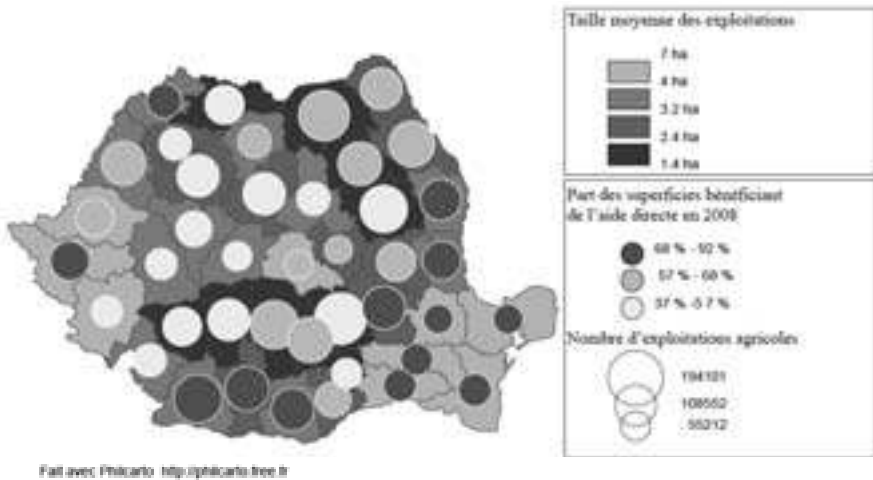 Taille moyenne des exploitations
7 ha
4 ha
3.2 ha
2.4 ha
1.4 ha
Part des superficies bénéficiant
de l'aide directe en 2008
68 % - 92 %
57 % - 68 %
37 % - 57 %
Nombre d'exploitations agricoles
194101
108552
55212
Fait avec Philcarto http://philcarto.free.fr